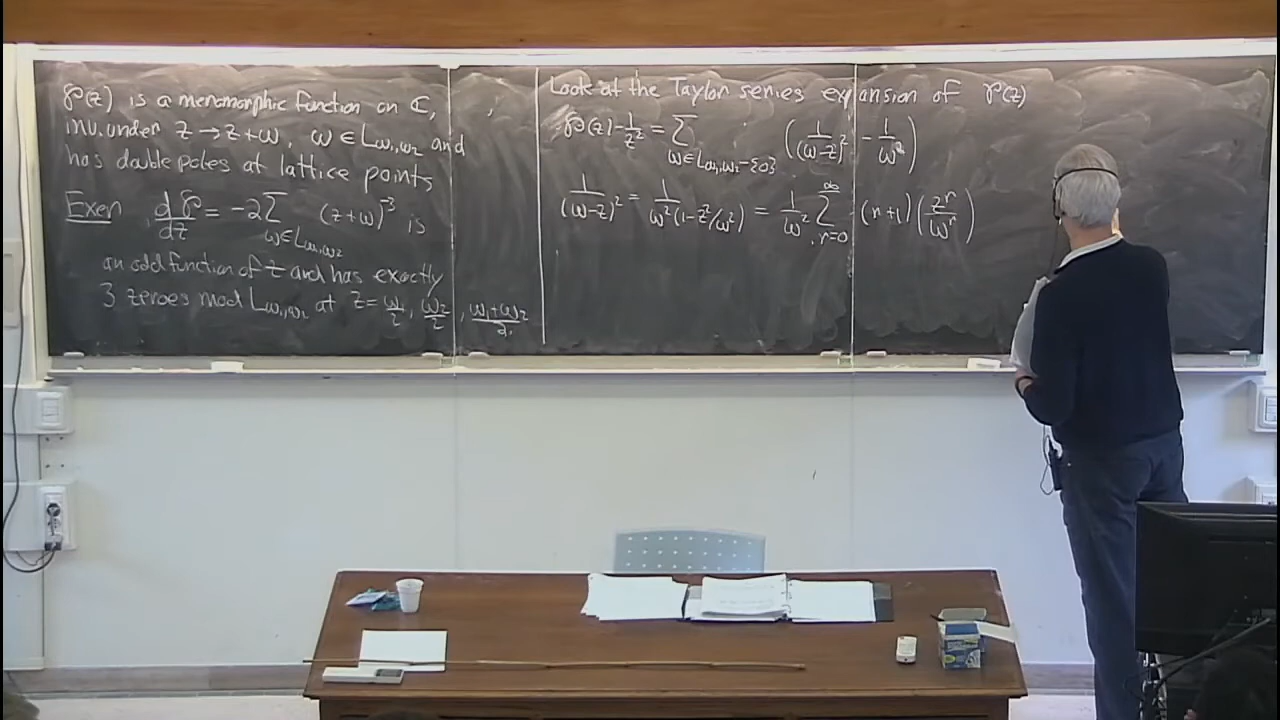 ℘(z) is a meromorphic function on ℂ,
inv. under z → z+ω, ω ∈ L_{ω₁,ω₂} and
has double poles at lattice points
Exer d℘/dz = -2 Σ_{ω∈L_{ω₁,ω₂}} (z+ω)^{-3} is
an odd function of z and has exactly
3 zeroes mod L_{ω₁,ω₂} at z = ω₁/2, ω₂/2, (ω₁+ω₂)/2
Look at the Taylor series expansion of ℘(z)
℘(z) - 1/z² = Σ_{ω∈L_{ω₁,ω₂}-{0}} (1/(ω-z)² - 1/ω²)
1/(ω-z)² = 1/(ω²(1-z²/ω²)) = 1/ω² Σ_{r=0}^∞ (r+1)(z^r/ω^r)